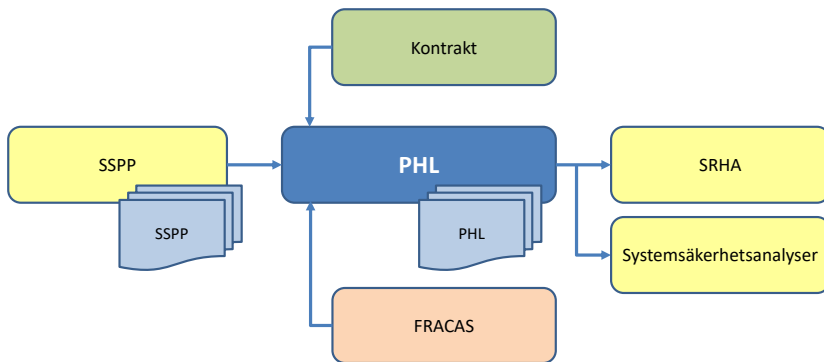 Kontrakt
SSPP
PHL
SRHA
SSPP
PHL
Systemsäkerhetsanalyser
FRACAS